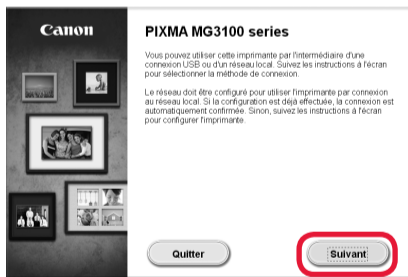 Canon
PIXMA MG3100 series
Vous pouvez utiliser cette imprimante par l'intermédiaire d'une
connexion USB ou d'un réseau local. Suivez les instructions à l'écran
pour sélectionner la méthode de connexion.
Le réseau doit être configuré pour utiliser l'imprimante par connexion
au réseau local. Si la configuration est déjà effectuée, la connexion est
automatiquement confirmée. Sinon, suivez les instructions à l'écran
pour configurer l'imprimante.
Quitter
Suivant